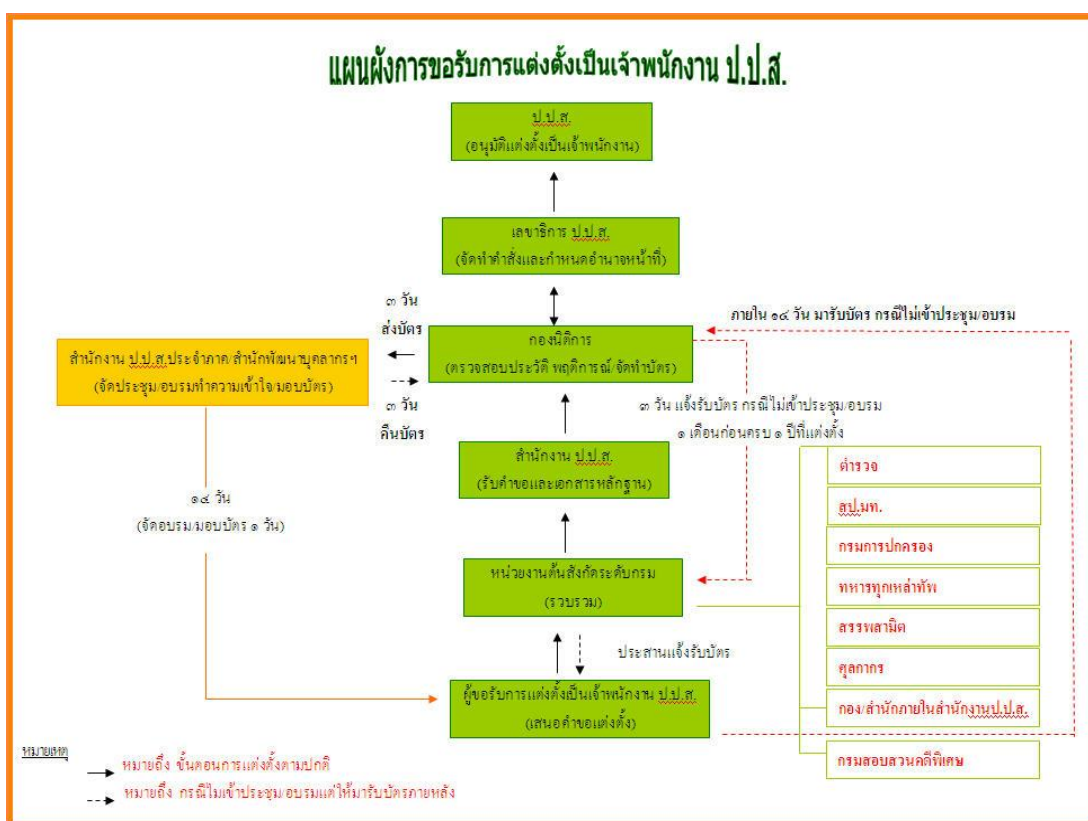 แผนผังการขอรับการแต่งตั้งเป็นเจ้าพนักงาน ป.ป.ส.
ป.ป.ส.
(อนุมัติแต่งตั้งเป็นเจ้าพนักงาน)
เลขาธิการ ป.ป.ส.
(จัดทำคำสั่งและกำหนดอำนาจหน้าที่)
๓ วัน
ส่งบัตร
ภายใน ๑๔ วัน มารับบัตร กรณีไม่เข้าประชุม/อบรม
กองนิติการ
(ตรวจสอบประวัติ พฤติการณ์/จัดทำบัตร)
สำนักงาน ป.ป.ส.ประจำภาค/สำนักพัฒนาบุคลากรฯ
(จัดประชุม/อบรมทำความเข้าใจ/มอบบัตร)
๓ วัน
คืนบัตร
๓ วัน แจ้งรับบัตร กรณีไม่เข้าประชุม/อบรม
๑ เดือนก่อนครบ ๑ ปีที่แต่งตั้ง
สำนักงาน ป.ป.ส.
(รับคำขอและเอกสารหลักฐาน)
๑๔ วัน
(จัดอบรม/มอบบัตร ๑ วัน)
หน่วยงานต้นสังกัดระดับกรม
(รวบรวม)
ประสานแจ้งรับบัตร
ผู้ขอรับการแต่งตั้งเป็นเจ้าพนักงาน ป.ป.ส.
(เสนอคำขอแต่งตั้ง)
ตำรวจ
สป.มท.
กรมการปกครอง
ทหารทุกเหล่าทัพ
สรรพสามิต
ศุลกากร
กอง/สำนักภายในสำนักงานป.ป.ส.
กรมสอบสวนคดีพิเศษ
หมายเหตุ
หมายถึง ขั้นตอนการแต่งตั้งตามปกติ
หมายถึง กรณีไม่เข้าประชุม/อบรมแต่ให้มารับบัตรภายหลัง